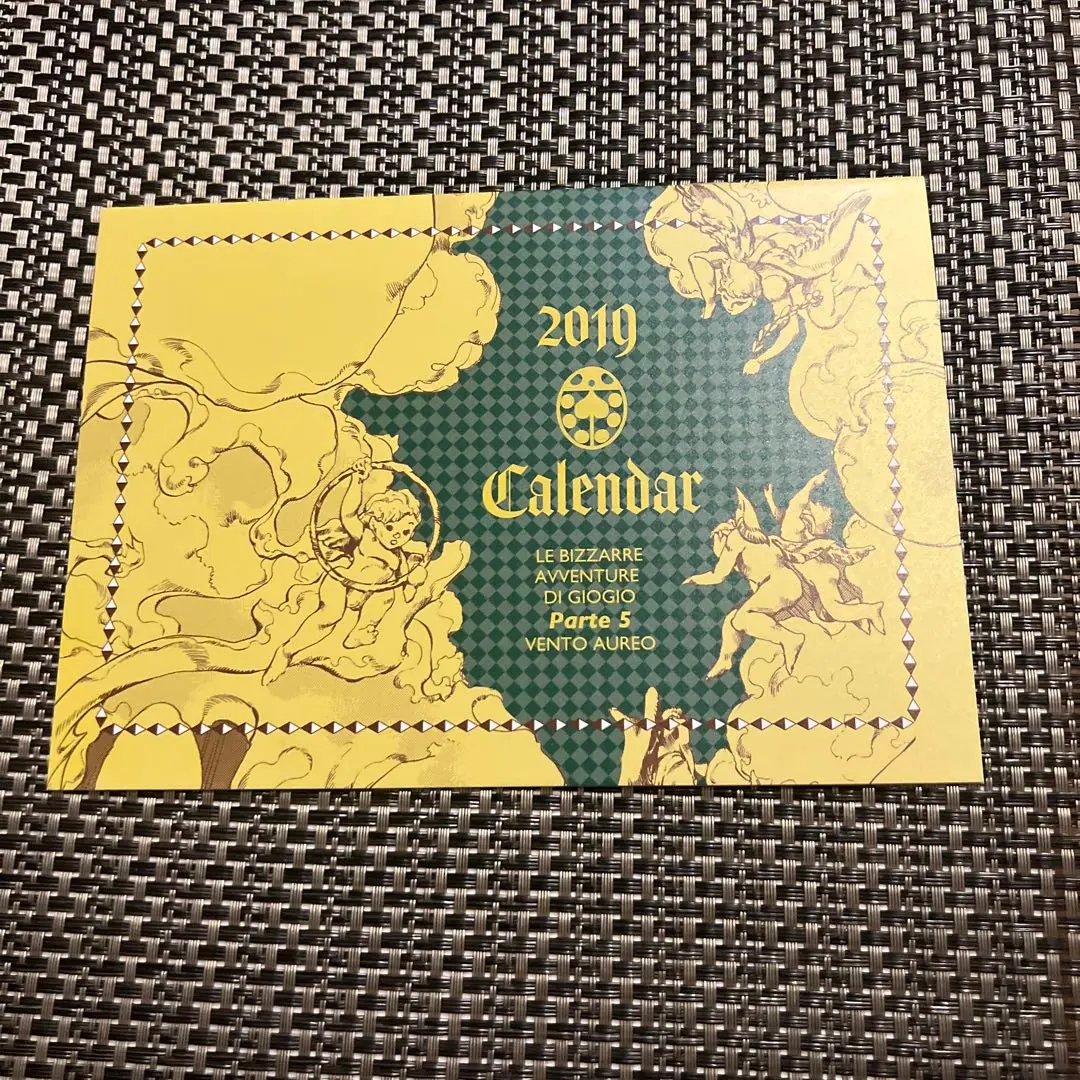 2019
Calendar
LE BIZZARRE
AVVENTURE
DI GIOGIO
Parte 5
VENTO AUREO